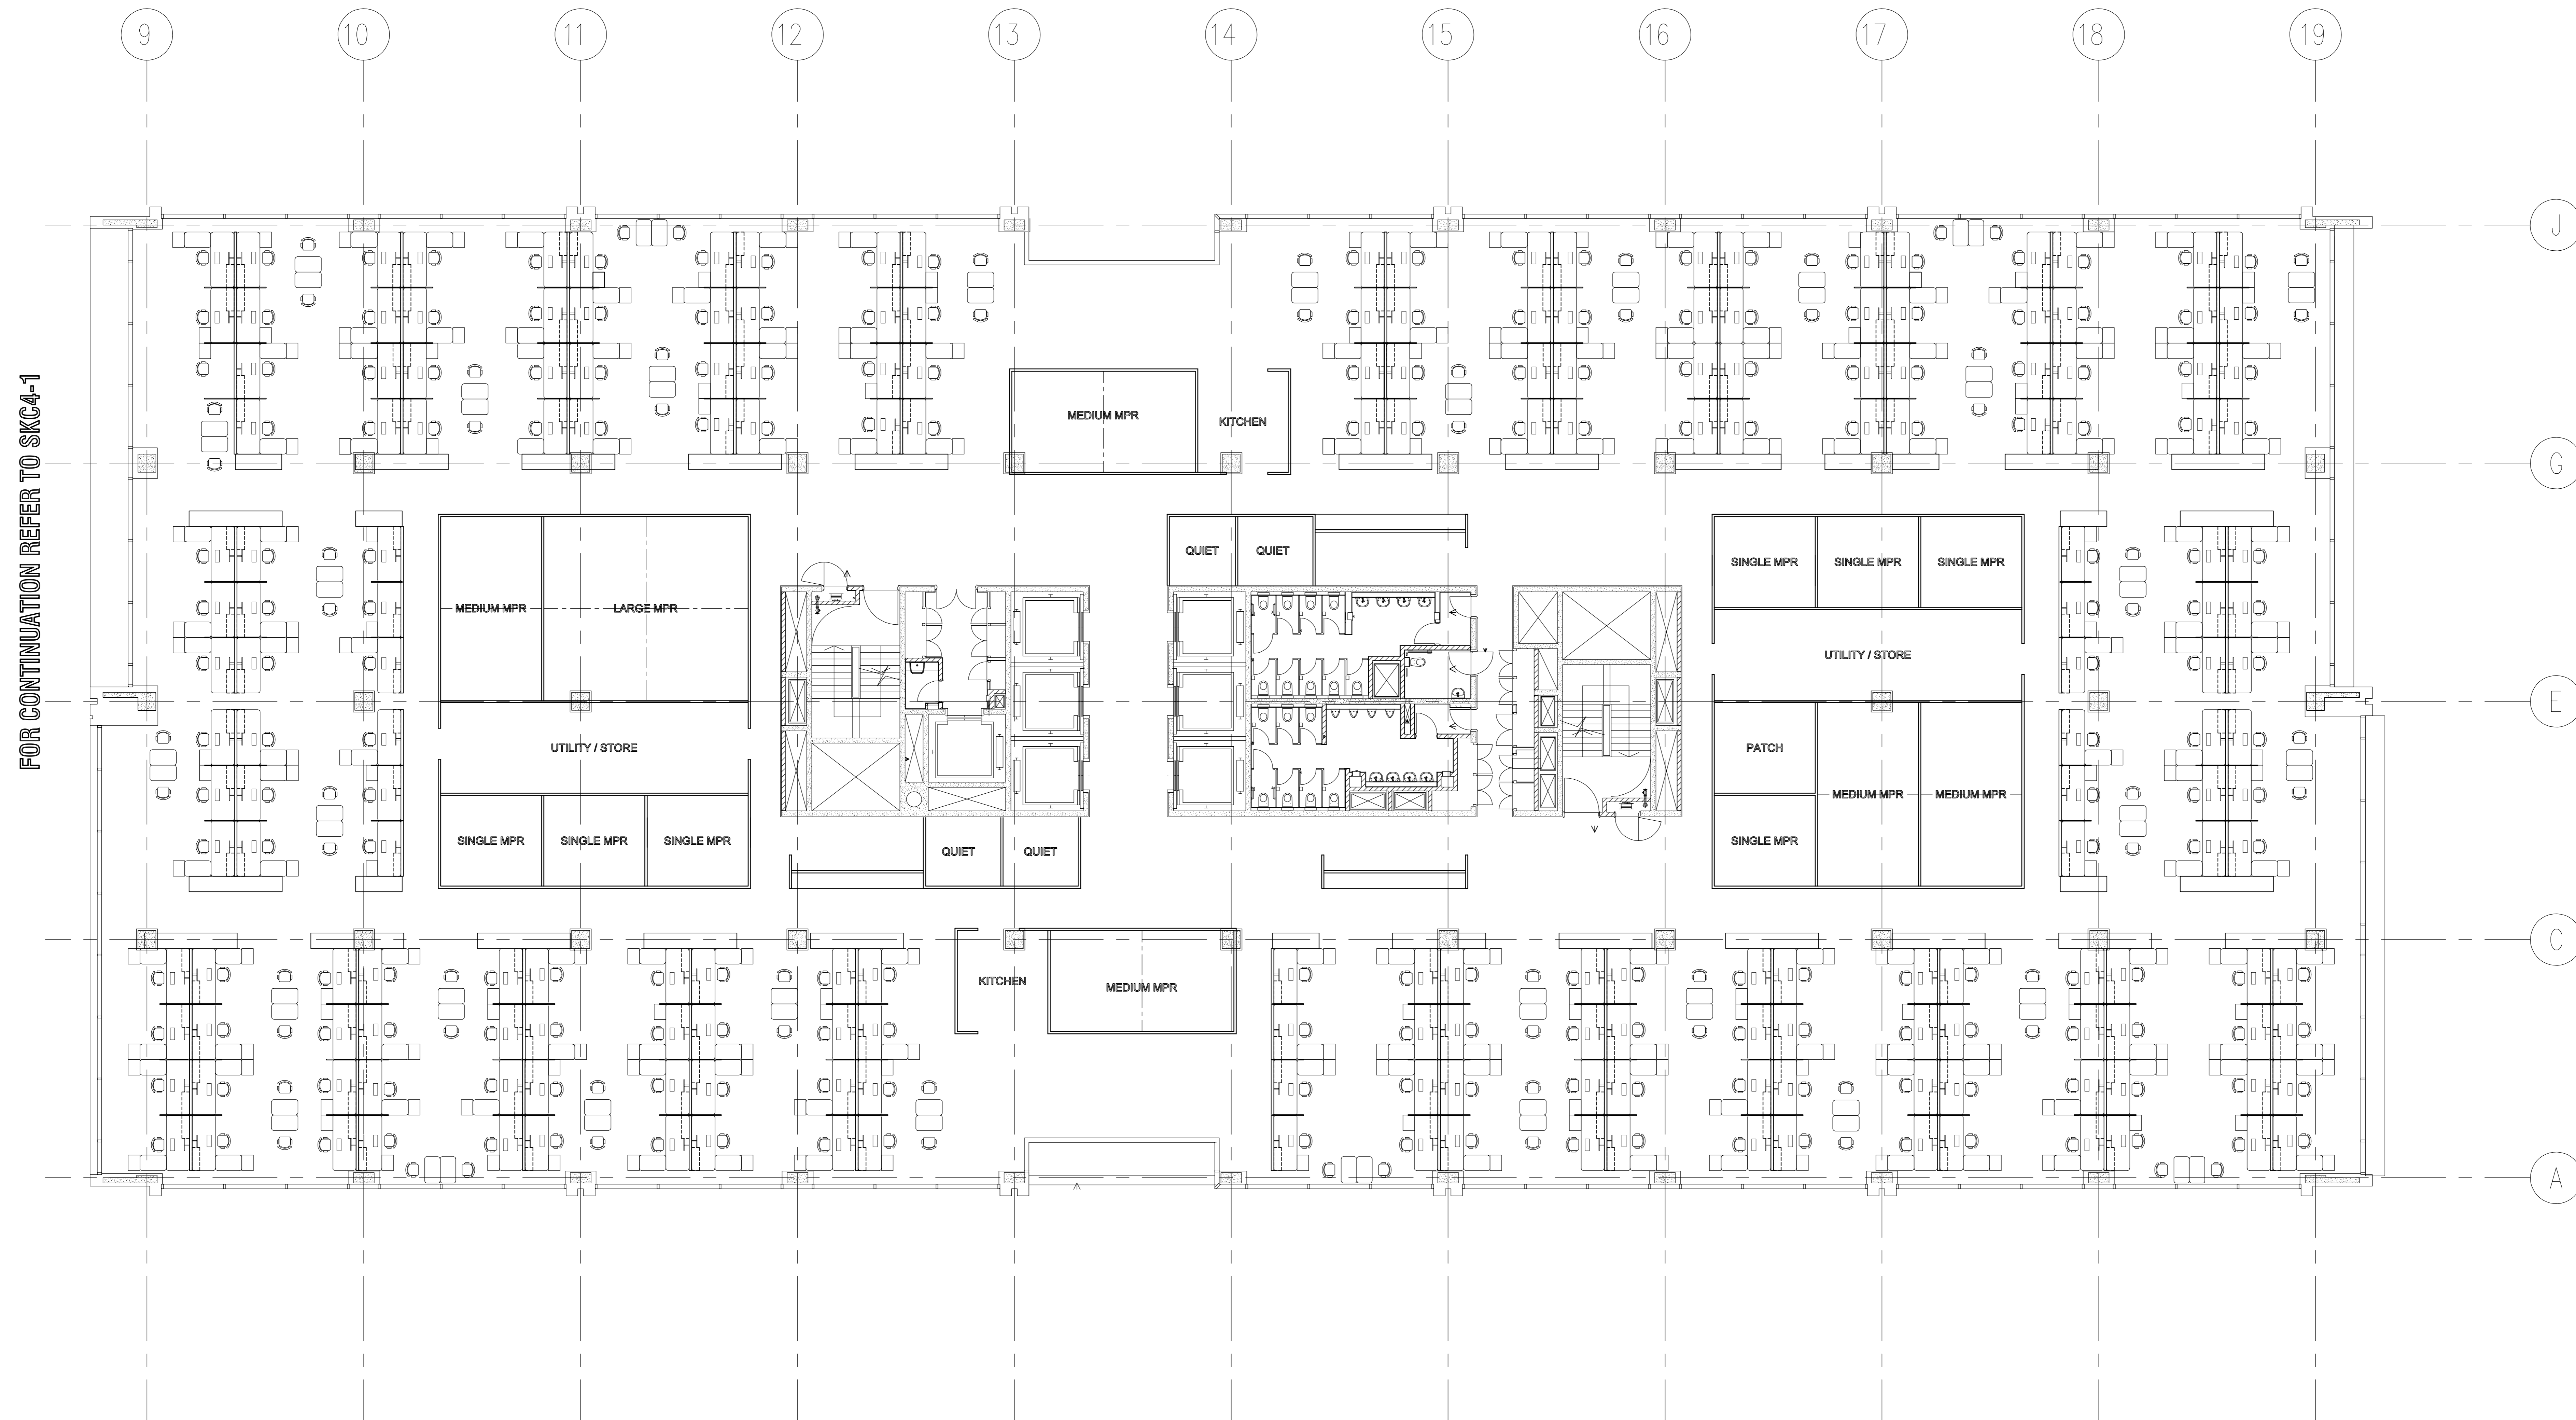 9
10
11
12
13
14
15
16
17
18
19
J
FOR CONTINUATION REFER TO SKC4-1
MEDIUM MPR
KITCHEN
G
QUIET
QUIET
SINGLE MPR
SINGLE MPR
SINGLE MPR
MEDIUM MPR
LARGE MPR
UTILITY / STORE
E
UTILITY / STORE
PATCH
MEDIUM MPR
MEDIUM MPR
SINGLE MPR
SINGLE MPR
SINGLE MPR
QUIET
QUIET
SINGLE MPR
C
KITCHEN
MEDIUM MPR
A